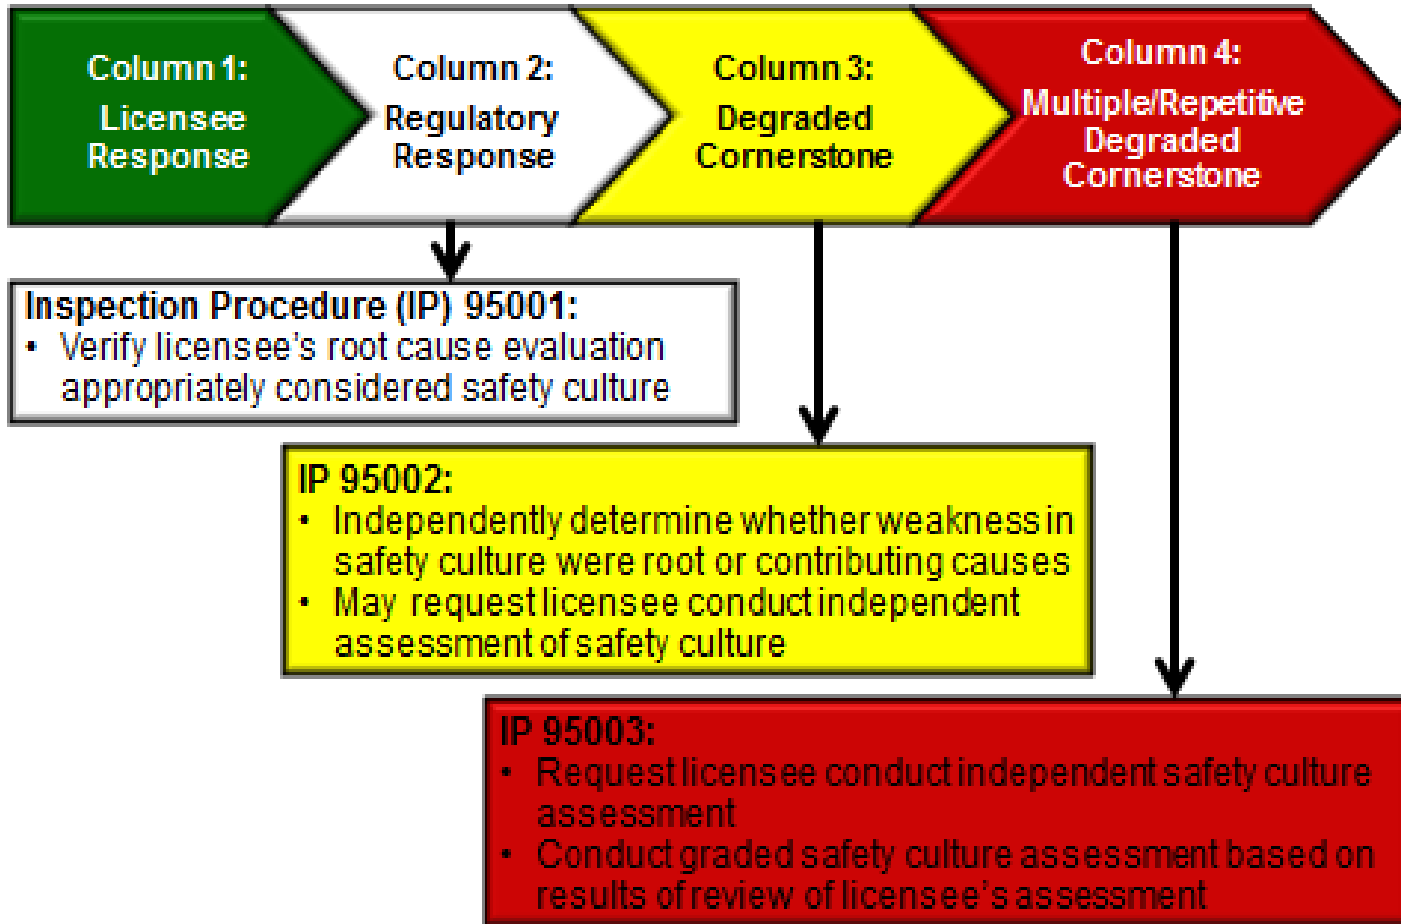 Column 1:
Licensee
Response
Column 2:
Regulatory
Response
Column 3:
Degraded
Cornerstone
Column 4:
Multiple/Repetitive
Degraded
Cornerstone
Inspection Procedure (IP) 95001:
• Verify licensee's root cause evaluation
appropriately considered safety culture
IP 95002:
• Independently determine whether weakness in
safety culture were root or contributing causes
• May request licensee conduct independent
assessment of safety culture
IP 95003:
• Request licensee conduct independent safety culture
assessment
• Conduct graded safety culture assessment based on
results of review of licensee's assessment